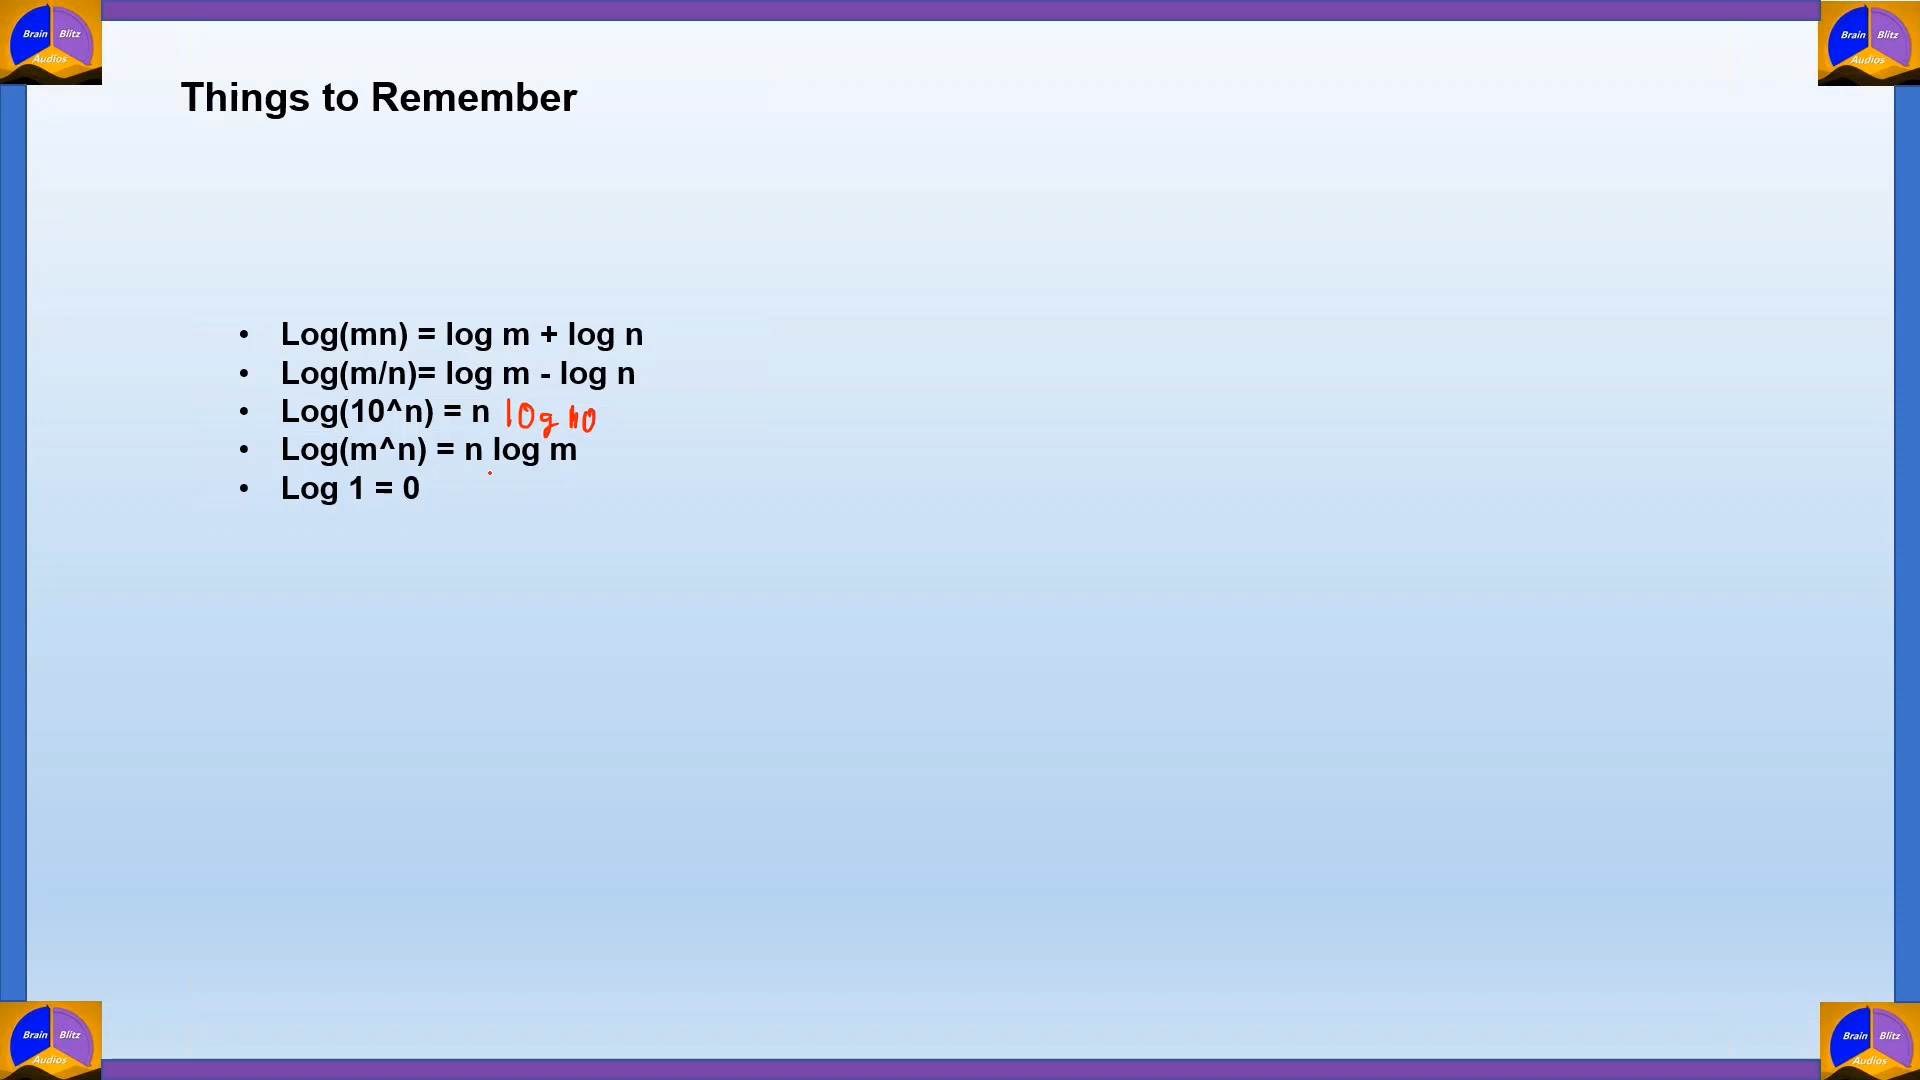 Brain Blitz
Audios
Brain Blitz
Audios
Things to Remember
• Log(mn) = log m + log n
• Log(m/n)= log m - log n
• Log(10^n) = n log 10
• Log(m^n) = n log m
• Log 1 = 0
Brain Blitz
Audios
Brain Blitz
Audios